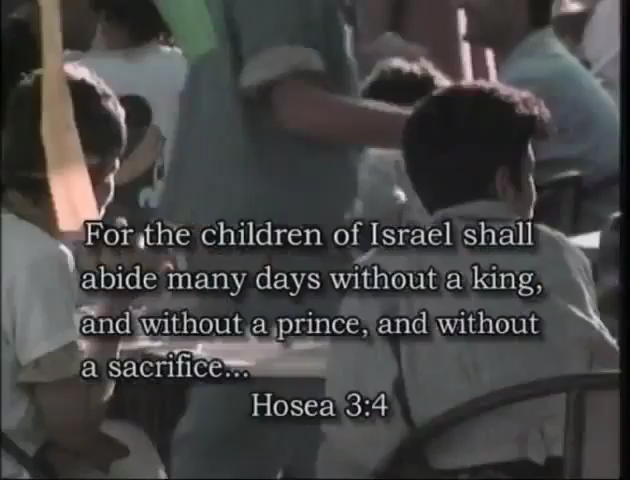 For the children of Israel shall
abide many days without a king,
and without a prince, and without
a sacrifice...
Hosea 3:4